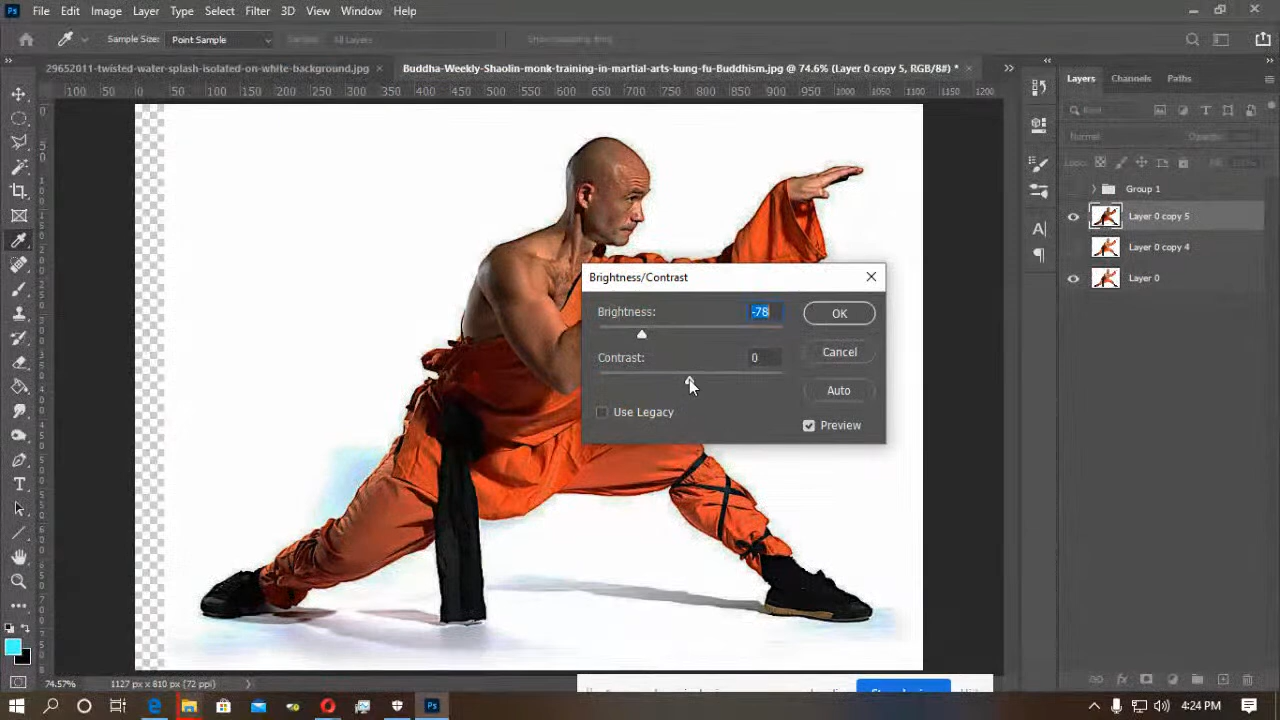 Ps File Edit Image Layer Type Select Filter 3D View Window Help
Sample Size: Point Sample All Layers
29652011-twisted-water-splash-isolated-on-white-background.jpg × Buddha-Weekly-Shaolin-monk-training-in-martial-arts-kung-fu-Buddhism.jpg @ 74.6% (Layer 0 copy 5, RGB/8#) * ×
100 50 0 50 100 150 200 250 300 350 400 450 500 550 600 650 700 750 800 850 900 950 1000 1050 1100 1150 1200
Layers Channels Paths
Kind
Normal Opacity:
Lock:
Group 1
Layer 0 copy 5
Layer 0 copy 4
Layer 0
Brightness/Contrast
Brightness: -78
OK
Contrast: 0
Cancel
Auto
Use Legacy
Preview
74.57% 1127 px x 810 px (72 ppi)
Ps
4:24 PM